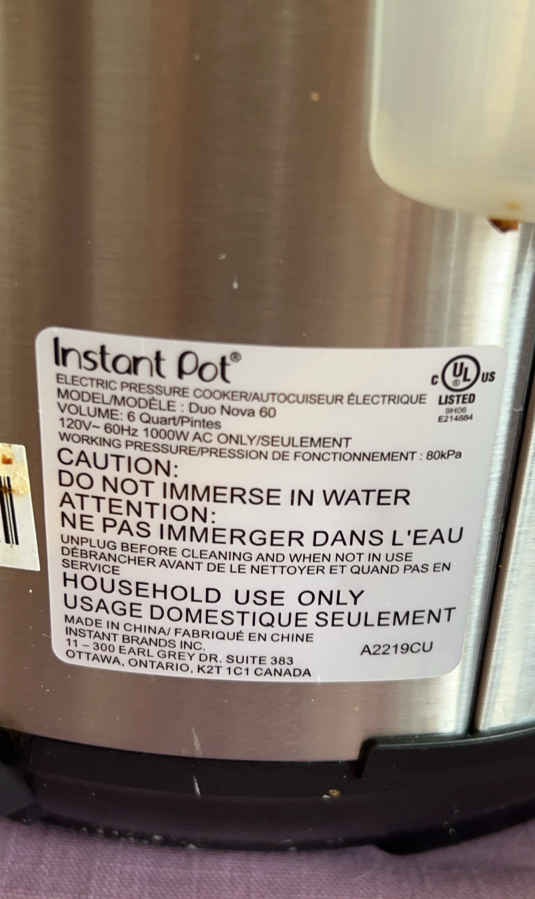 Instant Pot®
ELECTRIC PRESSURE COOKER/AUTOCUISEUR ÉLECTRIQUE
MODEL/MODÈLE : Duo Nova 60
VOLUME: 6 Quart/Pintes
120V~ 60Hz 1000W AC ONLY/SEULEMENT
WORKING PRESSURE/PRESSION DE FONCTIONNEMENT : 80kPa
C UL US
®
LISTED
9H06
E214884
CAUTION:
DO NOT IMMERSE IN WATER
ATTENTION:
NE PAS IMMERGER DANS L'EAU
UNPLUG BEFORE CLEANING AND WHEN NOT IN USE
DÉBRANCHER AVANT DE LE NETTOYER ET QUAND PAS EN
SERVICE
HOUSEHOLD USE ONLY
USAGE DOMESTIQUE SEULEMENT
MADE IN CHINA/ FABRIQUÉ EN CHINE
INSTANT BRANDS INC.
11 – 300 EARL GREY DR. SUITE 383
OTTAWA, ONTARIO, K2T 1C1 CANADA
A2219CU